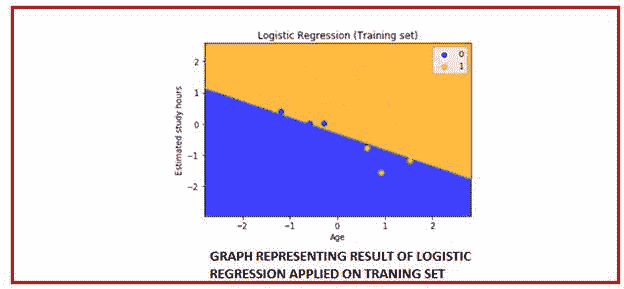 Logistic Regression (Training set)
0
1
2
1
0
−1
−2
Estimated study hours
−2
−1
0
1
2
Age
GRAPH REPRESENTING RESULT OF LOGISTIC
REGRESSION APPLIED ON TRANING SET